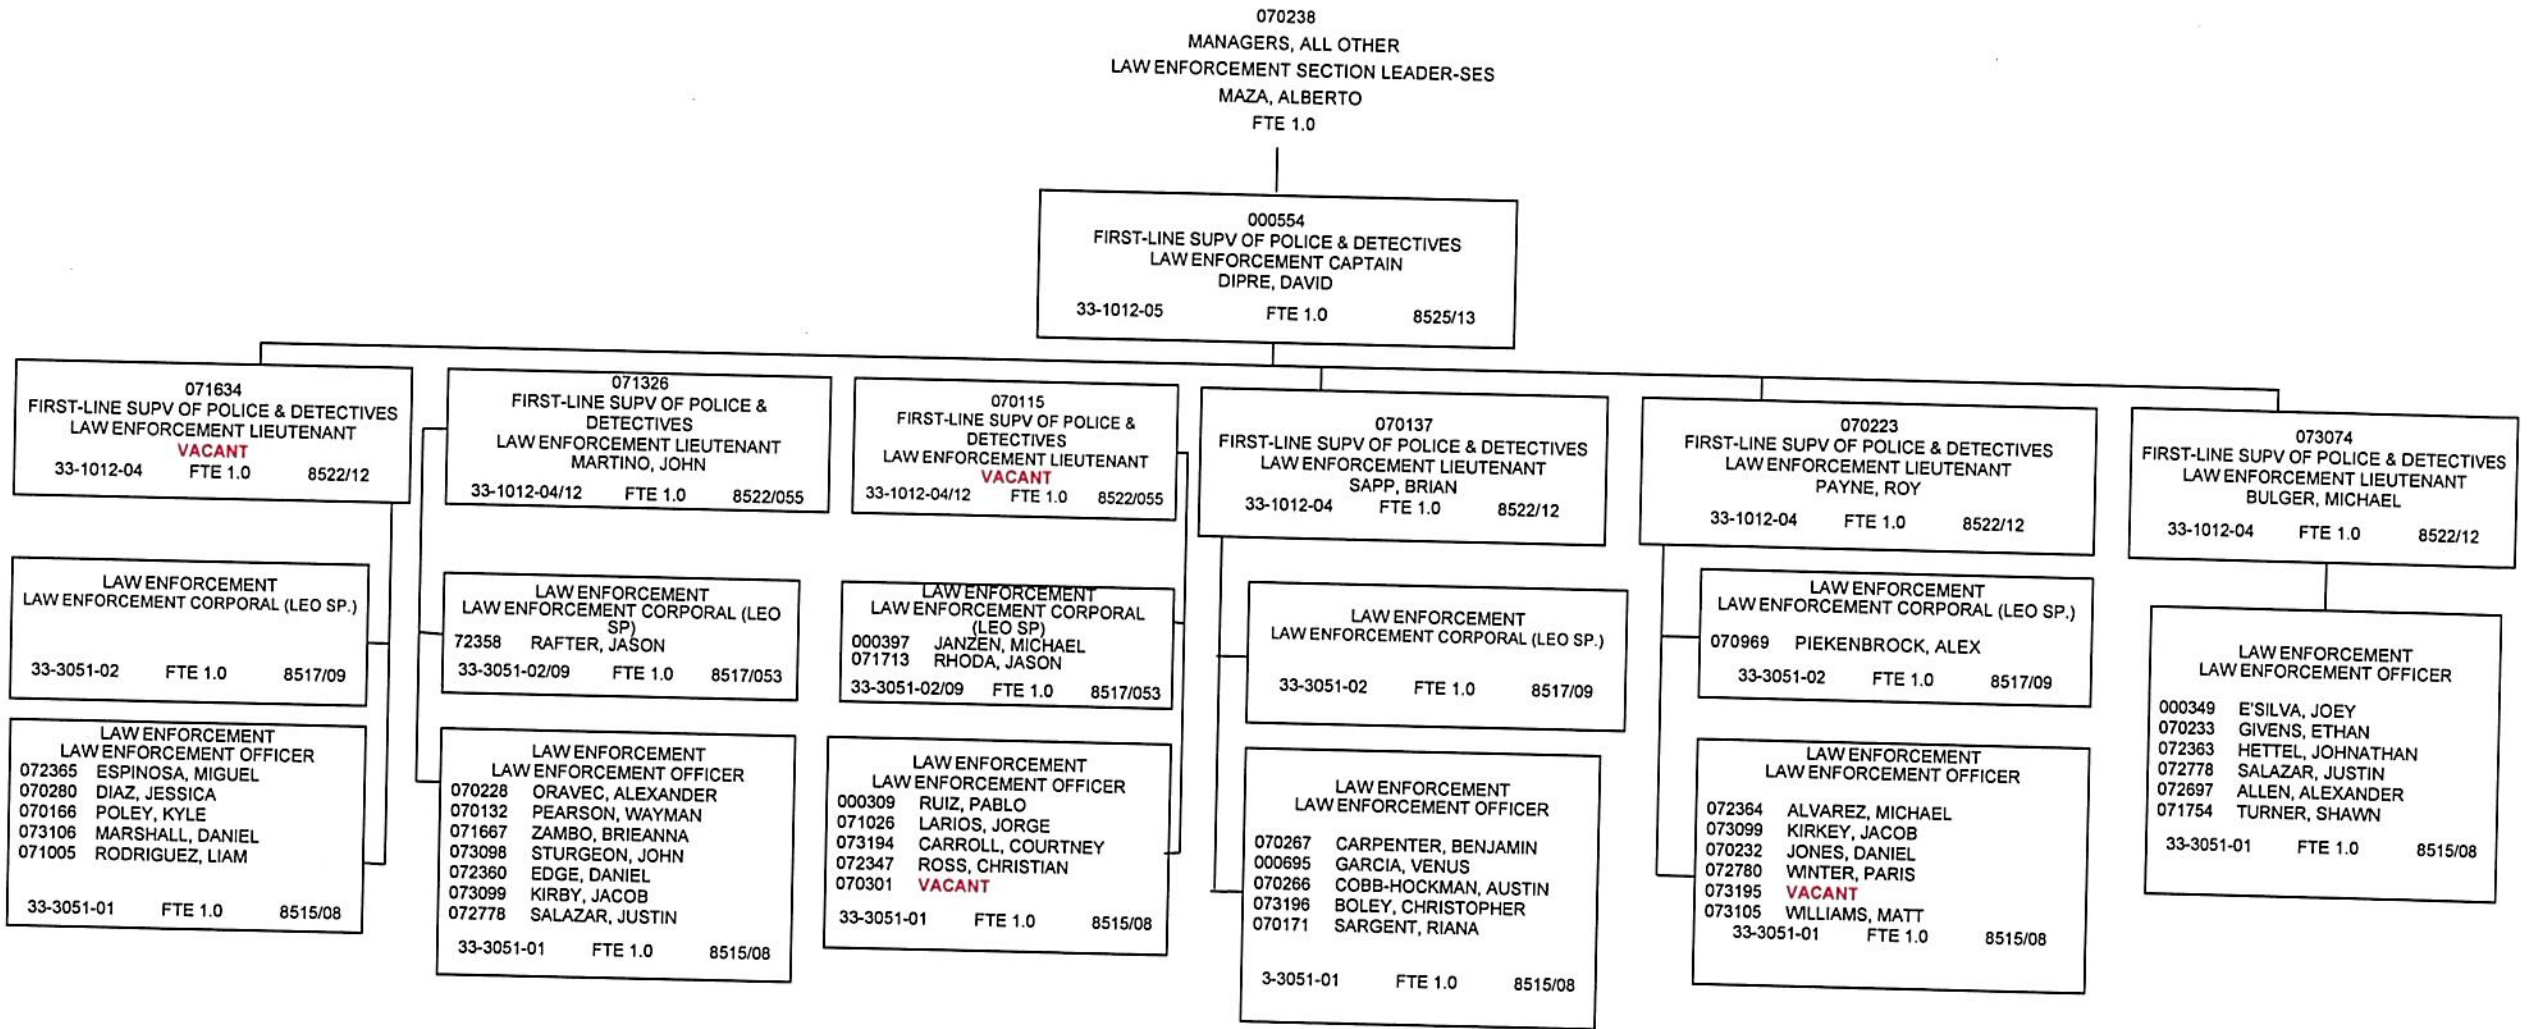 070238
MANAGERS, ALL OTHER
LAW ENFORCEMENT SECTION LEADER-SES
MAZA, ALBERTO
FTE 1.0
000554
FIRST-LINE SUPV OF POLICE & DETECTIVES
LAW ENFORCEMENT CAPTAIN
DIPRE, DAVID
33-1012-05 FTE 1.0 8525/13
071634
FIRST-LINE SUPV OF POLICE & DETECTIVES
LAW ENFORCEMENT LIEUTENANT
VACANT
33-1012-04 FTE 1.0 8522/12
071326
FIRST-LINE SUPV OF POLICE &
DETECTIVES
LAW ENFORCEMENT LIEUTENANT
MARTINO, JOHN
33-1012-04/12 FTE 1.0 8522/055
070115
FIRST-LINE SUPV OF POLICE &
DETECTIVES
LAW ENFORCEMENT LIEUTENANT
VACANT
33-1012-04/12 FTE 1.0 8522/055
070137
FIRST-LINE SUPV OF POLICE & DETECTIVES
LAW ENFORCEMENT LIEUTENANT
SAPP, BRIAN
33-1012-04 FTE 1.0 8522/12
070223
FIRST-LINE SUPV OF POLICE & DETECTIVES
LAW ENFORCEMENT LIEUTENANT
PAYNE, ROY
33-1012-04 FTE 1.0 8522/12
073074
FIRST-LINE SUPV OF POLICE & DETECTIVES
LAW ENFORCEMENT LIEUTENANT
BULGER, MICHAEL
33-1012-04 FTE 1.0 8522/12
LAW ENFORCEMENT
LAW ENFORCEMENT CORPORAL (LEO SP.)
33-3051-02 FTE 1.0 8517/09
LAW ENFORCEMENT
LAW ENFORCEMENT CORPORAL (LEO
SP)
72358 RAFTER, JASON
33-3051-02/09 FTE 1.0 8517/053
LAW ENFORCEMENT
LAW ENFORCEMENT CORPORAL
(LEO SP)
000397 JANZEN, MICHAEL
071713 RHODA, JASON
33-3051-02/09 FTE 1.0 8517/053
LAW ENFORCEMENT
LAW ENFORCEMENT CORPORAL (LEO SP.)
33-3051-02 FTE 1.0 8517/09
LAW ENFORCEMENT
LAW ENFORCEMENT CORPORAL (LEO SP.)
070969 PIEKENBROCK, ALEX
33-3051-02 FTE 1.0 8517/09
LAW ENFORCEMENT
LAW ENFORCEMENT OFFICER
000349 E'SILVA, JOEY
070233 GIVENS, ETHAN
072363 HETTEL, JOHNATHAN
072778 SALAZAR, JUSTIN
072697 ALLEN, ALEXANDER
071754 TURNER, SHAWN
33-3051-01 FTE 1.0 8515/08
LAW ENFORCEMENT
LAW ENFORCEMENT OFFICER
072365 ESPINOSA, MIGUEL
070280 DIAZ, JESSICA
070166 POLEY, KYLE
073106 MARSHALL, DANIEL
071005 RODRIGUEZ, LIAM
33-3051-01 FTE 1.0 8515/08
LAW ENFORCEMENT
LAW ENFORCEMENT OFFICER
070228 ORAVEC, ALEXANDER
070132 PEARSON, WAYMAN
071667 ZAMBO, BRIEANNA
073098 STURGEON, JOHN
072360 EDGE, DANIEL
073099 KIRBY, JACOB
072778 SALAZAR, JUSTIN
33-3051-01 FTE 1.0 8515/08
LAW ENFORCEMENT
LAW ENFORCEMENT OFFICER
000309 RUIZ, PABLO
071026 LARIOS, JORGE
073194 CARROLL, COURTNEY
072347 ROSS, CHRISTIAN
070301 VACANT
33-3051-01 FTE 1.0 8515/08
LAW ENFORCEMENT
LAW ENFORCEMENT OFFICER
070267 CARPENTER, BENJAMIN
000695 GARCIA, VENUS
070266 COBB-HOCKMAN, AUSTIN
073196 BOLEY, CHRISTOPHER
070171 SARGENT, RIANA
3-3051-01 FTE 1.0 8515/08
LAW ENFORCEMENT
LAW ENFORCEMENT OFFICER
072364 ALVAREZ, MICHAEL
073099 KIRKEY, JACOB
070232 JONES, DANIEL
072780 WINTER, PARIS
073195 VACANT
073105 WILLIAMS, MATT
33-3051-01 FTE 1.0 8515/08